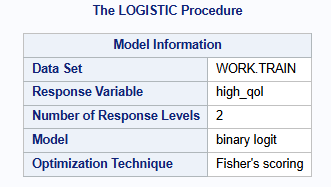 The LOGISTIC Procedure
Model Information
Data Set WORK.TRAIN
Response Variable high_qol
Number of Response Levels 2
Model binary logit
Optimization Technique Fisher's scoring